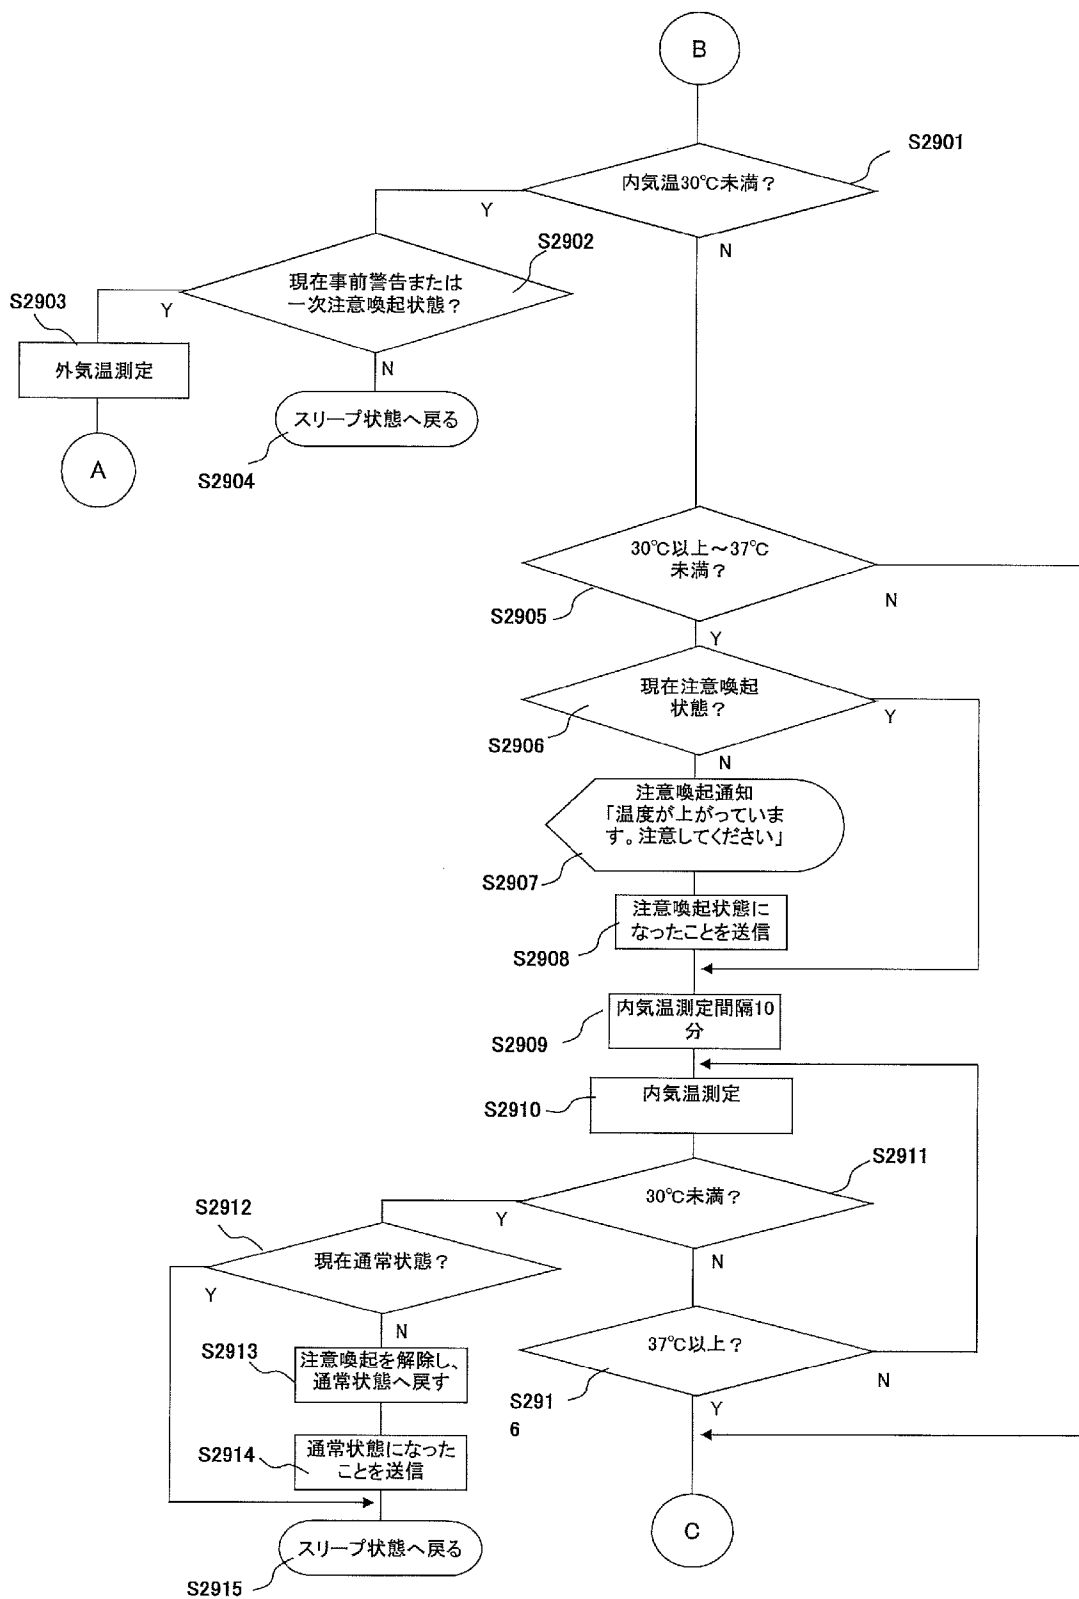 B
S2901
内気温30℃未満？
Y
N
S2902
現在事前警告または
一次注意喚起状態？
Y
N
S2903
外気温測定
A
スリープ状態へ戻る
S2904
30℃以上～37℃
未満？
N
S2905
Y
現在注意喚起
状態？
Y
S2906
N
注意喚起通知
「温度が上がっていま
す。注意してください」
S2907
注意喚起状態に
なったことを送信
S2908
内気温測定間隔10
分
S2909
内気温測定
S2910
S2911
30℃未満？
Y
N
S2912
現在通常状態？
Y
N
S2913
注意喚起を解除し、
通常状態へ戻す
37℃以上？
N
S291
6
Y
S2914
通常状態になった
ことを送信
スリープ状態へ戻る
S2915
C